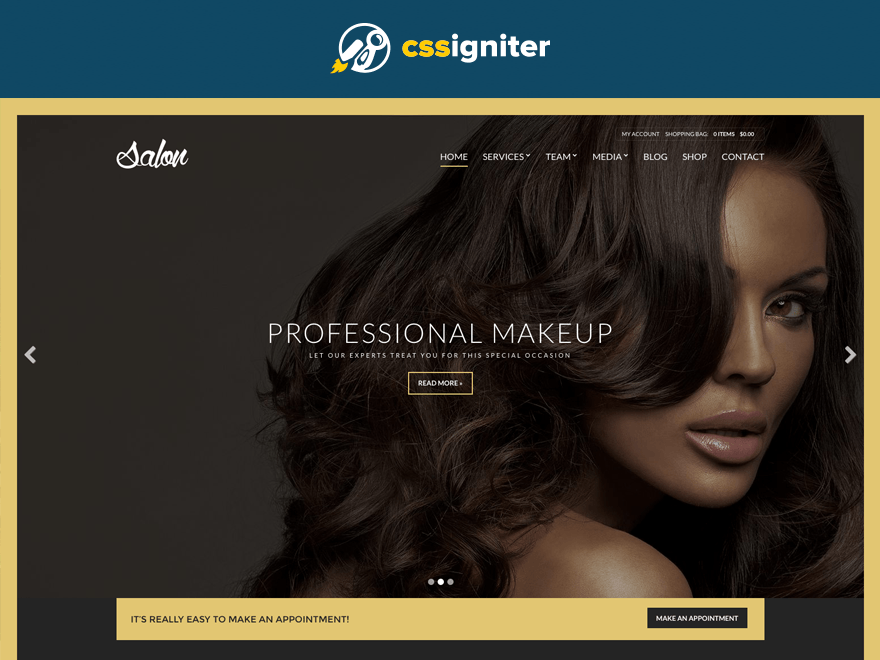 cssigniter
MY ACCOUNT SHOPPING BAG 0 ITEMS $0.00
Salon
HOME SERVICES TEAM MEDIA BLOG SHOP CONTACT
PROFESSIONAL MAKEUP
LET OUR EXPERTS TREAT YOU FOR THIS SPECIAL OCCASION
READ MORE »
IT'S REALLY EASY TO MAKE AN APPOINTMENT!
MAKE AN APPOINTMENT